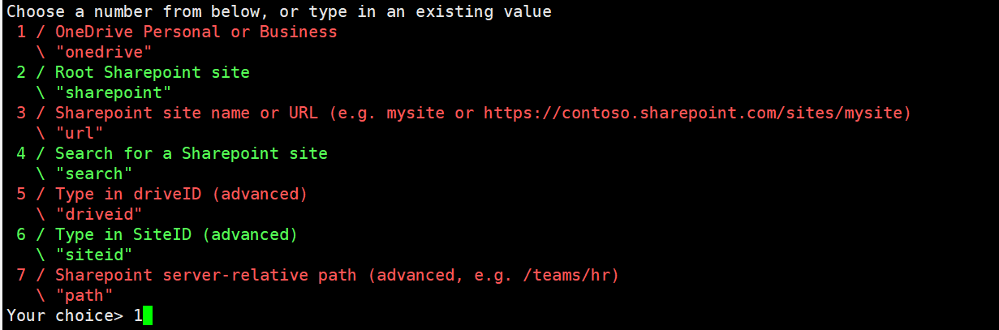 Choose a number from below, or type in an existing value
1 / OneDrive Personal or Business
\ "onedrive"
2 / Root Sharepoint site
\ "sharepoint"
3 / Sharepoint site name or URL (e.g. mysite or https://contoso.sharepoint.com/sites/mysite)
\ "url"
4 / Search for a Sharepoint site
\ "search"
5 / Type in driveID (advanced)
\ "driveid"
6 / Type in SiteID (advanced)
\ "siteid"
7 / Sharepoint server-relative path (advanced, e.g. /teams/hr)
\ "path"
Your choice> 1